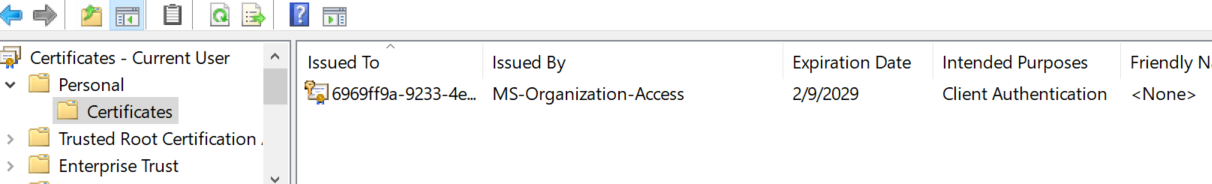 Certificates - Current User
Personal
Certificates
Trusted Root Certification
Enterprise Trust
Issued To Issued By Expiration Date Intended Purposes Friendly N
6969ff9a-9233-4e... MS-Organization-Access 2/9/2029 Client Authentication <None>